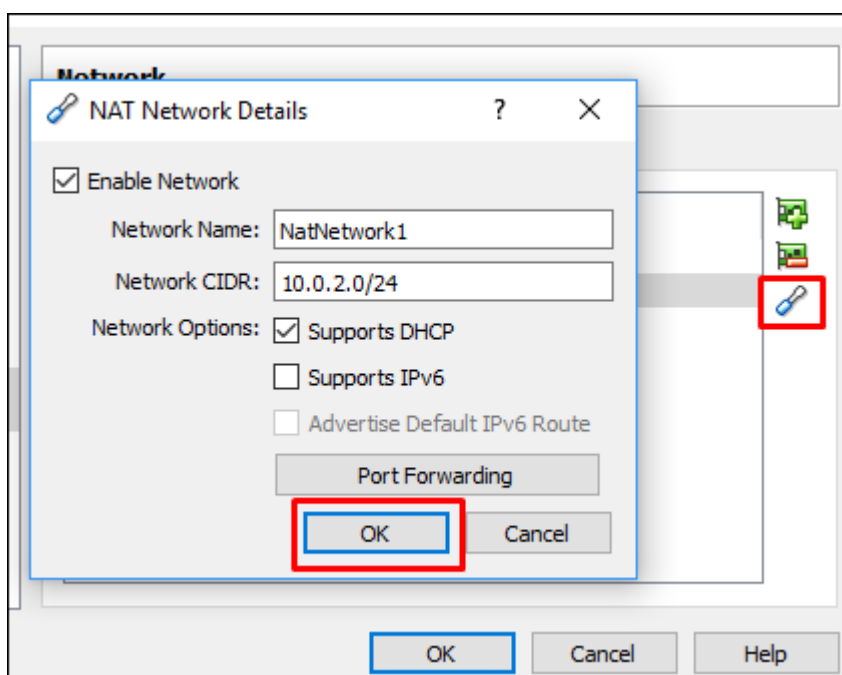 Network
NAT Network Details ? ×
Enable Network
Network Name: NatNetwork1
Network CIDR: 10.0.2.0/24
Network Options: Supports DHCP
Supports IPv6
Advertise Default IPv6 Route
Port Forwarding
OK Cancel
OK Cancel Help